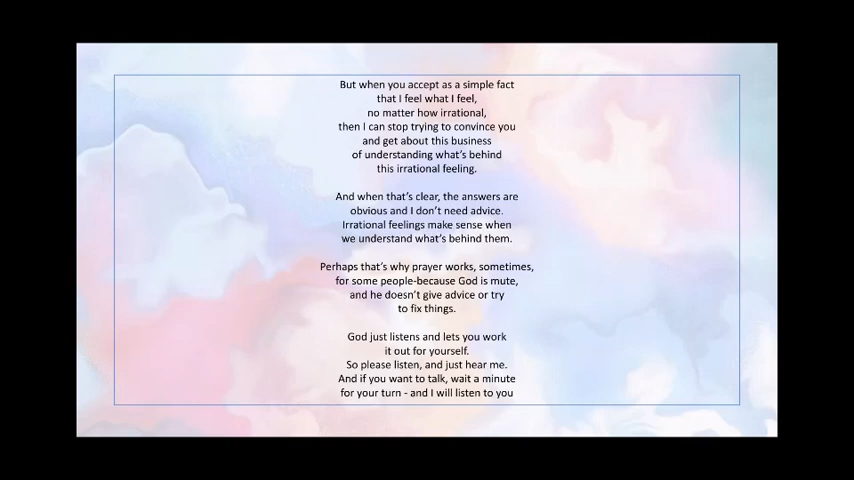 But when you accept as a simple fact
that I feel what I feel,
no matter how irrational,
then I can stop trying to convince you
and get about this business
of understanding what's behind
this irrational feeling.
And when that's clear, the answers are
obvious and I don't need advice.
Irrational feelings make sense when
we understand what's behind them.
Perhaps that's why prayer works, sometimes,
for some people-because God is mute,
and he doesn't give advice or try
to fix things.
God just listens and lets you work
it out for yourself.
So please listen, and just hear me.
And if you want to talk, wait a minute
for your turn - and I will listen to you